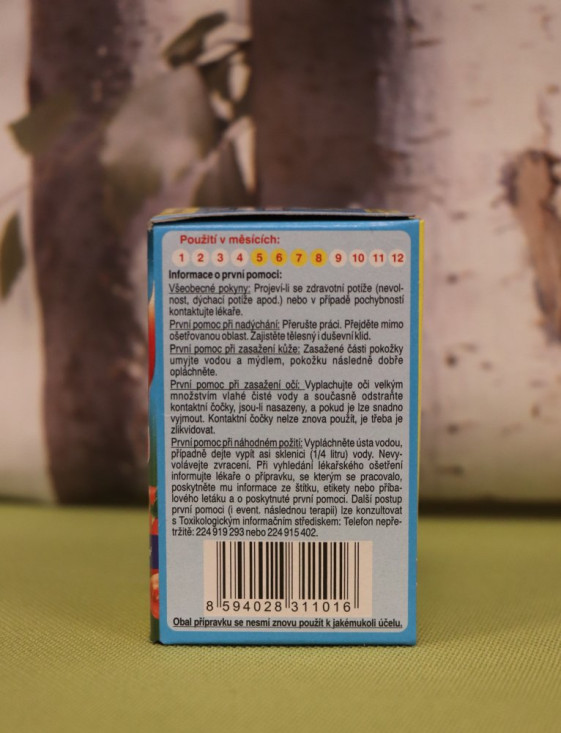 Použití v měsících:
1 2 3 4 5 6 7 8 9 10 11 12
Informace o první pomoci:
Všeobecné pokyny: Projeví-li se zdravotní potíže (nevol-
nost, dýchací potíže apod.) nebo v případě pochybností
kontaktujte lékaře.
První pomoc při nadýchání: Přerušte práci. Přejděte mimo
ošetřovanou oblast. Zajistěte tělesný i duševní klid.
První pomoc při zasažení kůže: Zasažené části pokožky
umyjte vodou a mýdlem, pokožku následně dobře
opláchněte.
První pomoc při zasažení očí: Vyplachujte oči velkým
množstvím vlahé čisté vody a současně odstraňte
kontaktní čočky, jsou-li nasazeny, a pokud je lze snadno
vyjmout. Kontaktní čočky nelze znova použít, je třeba je
zlikvidovat.
První pomoc při náhodném požití: Vypláchněte ústa vodou,
případně dejte vypít asi sklenici (1/4 litru) vody. Nevy-
volávejte zvracení. Při vyhledání lékařského ošetření
informujte lékaře o přípravku, se kterým se pracovalo,
poskytněte mu informace ze štítku, etikety nebo příba-
lového letáku a o poskytnuté první pomoci. Další postup
první pomoci (i event. následnou terapii) lze konzultovat
s Toxikologickým informačním střediskem: Telefon nepře-
tržitě: 224 919 293 nebo 224 915 402.
8 594028 311016
Obal přípravku se nesmí znovu použít k jakémukoli účelu.